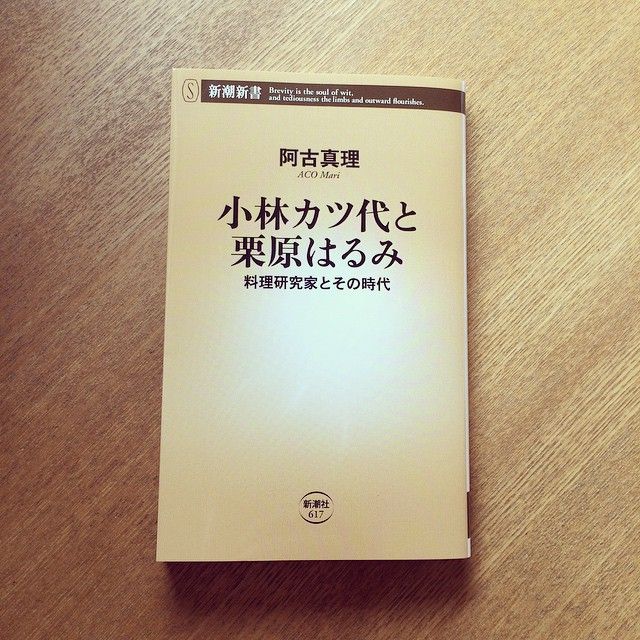 S 新潮新書 Brevity is the soul of wit,
and tediousness the limbs and outward flourishes.
阿古真理
ACO Mari
小林カツ代と
栗原はるみ
料理研究家とその時代
新潮社
617